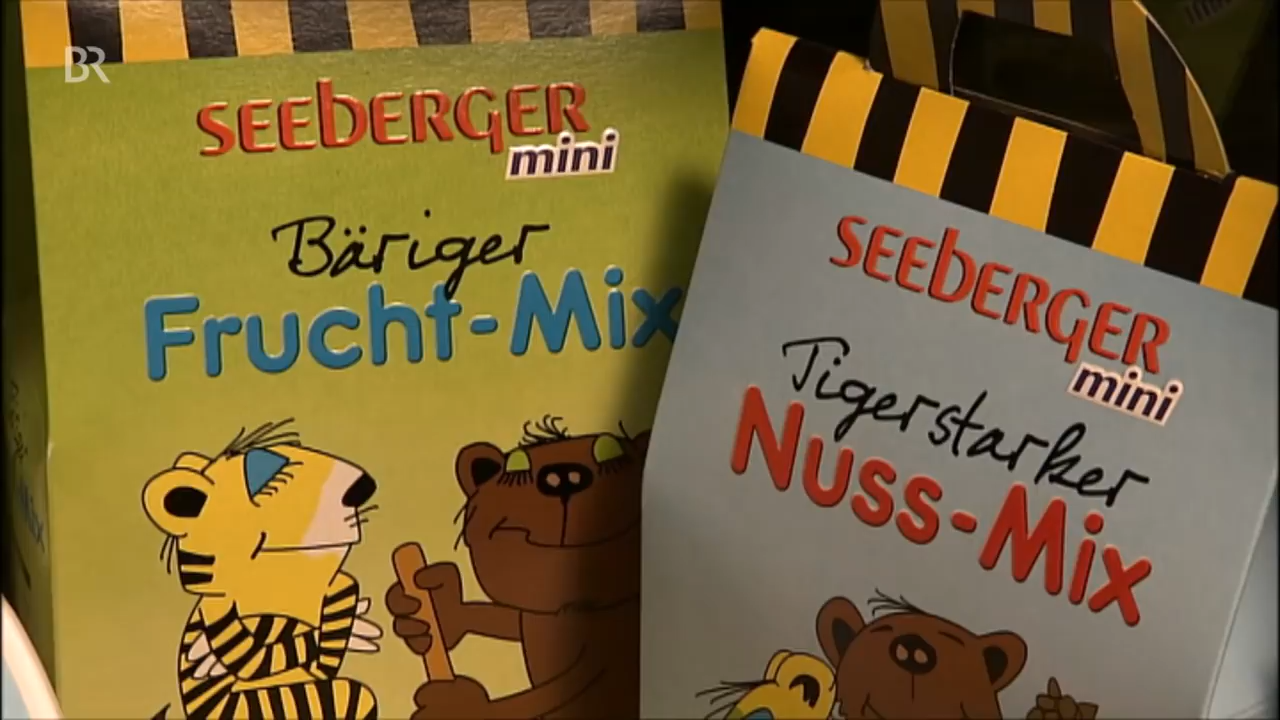 BR
SEEBERGER
mini
Bäriger
Frucht-Mix
SEEBERGER
mini
Tigerstarker
Nuss-Mix